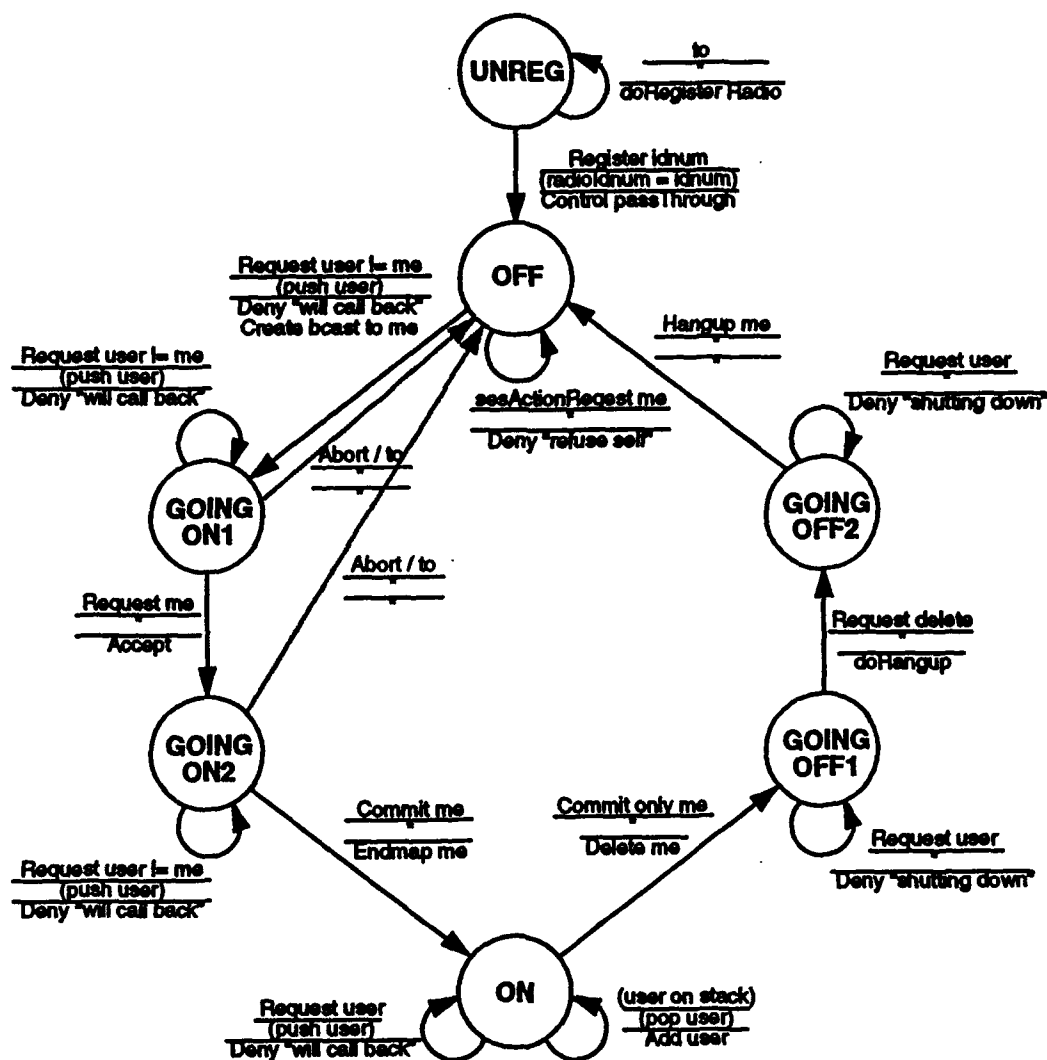 UNREG
to
"
doRegister Radio
Register idnum
(radioIdnum = idnum)
Control passThrough
OFF
Request user != me
(push user)
Deny "will call back"
Create bcast to me
Hangup me
"
"
Request user != me
(push user)
Deny "will call back"
sesActionReqest me
"
Deny "refuse self"
Request user
"
Deny "shutting down"
Abort / to
"
"
GOING
ON1
GOING
OFF2
Abort / to
"
"
Request me
"
Accept
Request delete
"
doHangup
GOING
ON2
GOING
OFF1
Commit me
"
Endmap me
Commit only me
"
Delete me
Request user != me
(push user)
Deny "will call back"
Request user
"
Deny "shutting down"
ON
Request user
(push user)
Deny "will call back"
(user on stack)
(pop user)
Add user